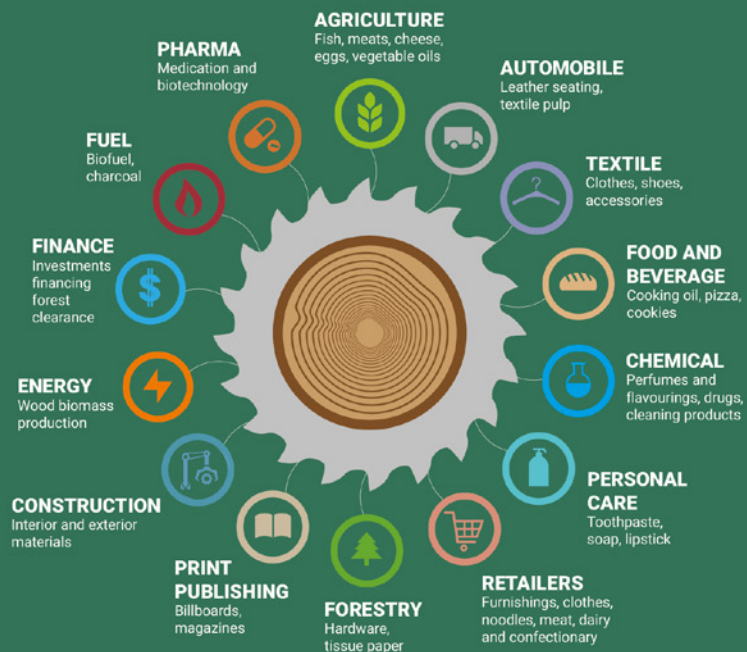 AGRICULTURE
Fish, meats, cheese,
eggs, vegetable oils
AUTOMOBILE
Leather seating,
textile pulp
TEXTILE
Clothes, shoes,
accessories
FOOD AND
BEVERAGE
Cooking oil, pizza,
cookies
CHEMICAL
Perfumes and
flavourings, drugs,
cleaning products
PERSONAL
CARE
Toothpaste,
soap, lipstick
RETAILERS
Furnishings, clothes,
noodles, meat, dairy
and confectionary
FORESTRY
Hardware,
tissue paper
PRINT
PUBLISHING
Billboards,
magazines
CONSTRUCTION
Interior and exterior
materials
ENERGY
Wood biomass
production
FINANCE
Investments
financing
forest
clearance
$
FUEL
Biofuel,
charcoal
PHARMA
Medication and
biotechnology